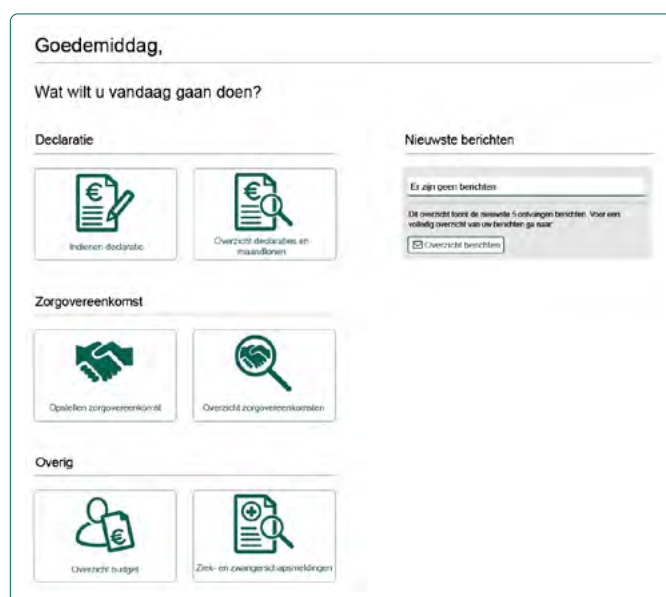 Goedemiddag,
Wat wilt u vandaag gaan doen?
Declaratie
Indienen declaratie
Overzicht declaraties en
maandlonen
Nieuwste berichten
Er zijn geen berichten
Dit overzicht toont de nieuwste 5 ontvangen berichten. Voor een
volledig overzicht van uw berichten ga naar:
Overzicht berichten
Zorgovereenkomst
Opstellen zorgovereenkomst
Overzicht zorgovereenkomsten
Overig
Overzicht budget
Ziek- en zwangerschapsmeldingen